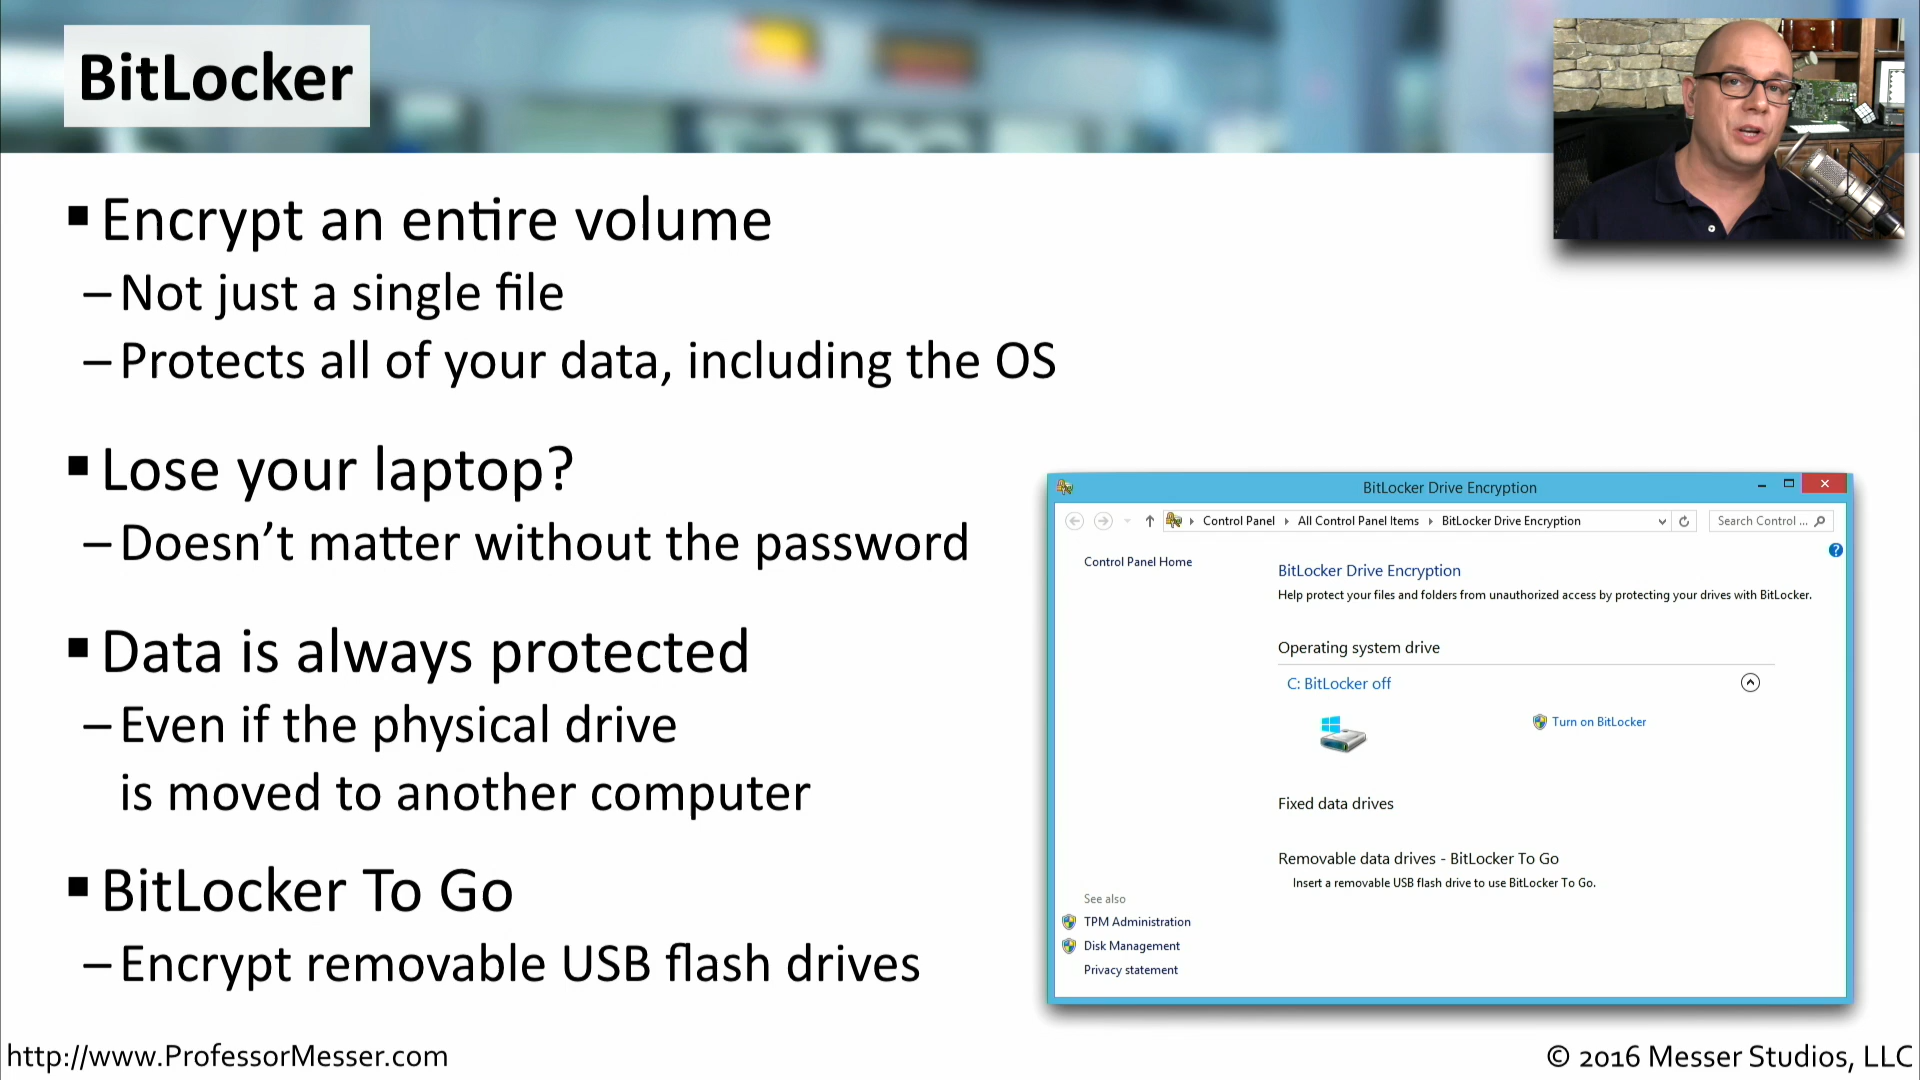 BitLocker
▪ Encrypt an entire volume
– Not just a single file
– Protects all of your data, including the OS
▪ Lose your laptop?
– Doesn't matter without the password
▪ Data is always protected
– Even if the physical drive
is moved to another computer
▪ BitLocker To Go
– Encrypt removable USB flash drives
BitLocker Drive Encryption
Control Panel ▸ All Control Panel Items ▸ BitLocker Drive Encryption
Search Control ...
Control Panel Home
BitLocker Drive Encryption
Help protect your files and folders from unauthorized access by protecting your drives with BitLocker.
Operating system drive
C: BitLocker off
Turn on BitLocker
Fixed data drives
Removable data drives - BitLocker To Go
Insert a removable USB flash drive to use BitLocker To Go.
See also
TPM Administration
Disk Management
Privacy statement
http://www.ProfessorMesser.com
© 2016 Messer Studios, LLC